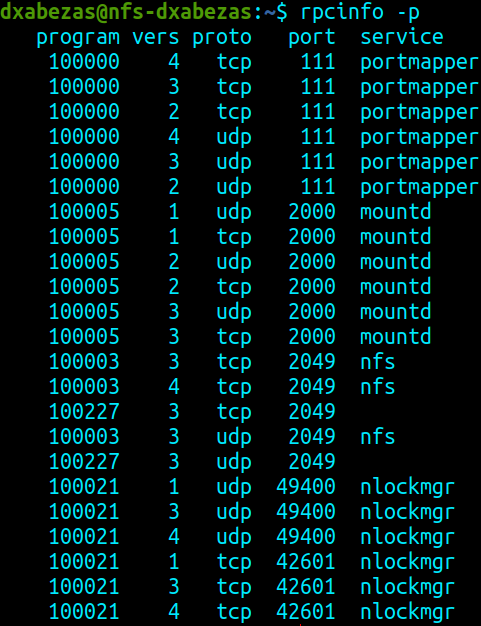 dxabezas@nfs-dxabezas:~$ rpcinfo -p
program vers proto port service
100000 4 tcp 111 portmapper
100000 3 tcp 111 portmapper
100000 2 tcp 111 portmapper
100000 4 udp 111 portmapper
100000 3 udp 111 portmapper
100000 2 udp 111 portmapper
100005 1 udp 2000 mountd
100005 1 tcp 2000 mountd
100005 2 udp 2000 mountd
100005 2 tcp 2000 mountd
100005 3 udp 2000 mountd
100005 3 tcp 2000 mountd
100003 3 tcp 2049 nfs
100003 4 tcp 2049 nfs
100227 3 tcp 2049
100003 3 udp 2049 nfs
100227 3 udp 2049
100021 1 udp 49400 nlockmgr
100021 3 udp 49400 nlockmgr
100021 4 udp 49400 nlockmgr
100021 1 tcp 42601 nlockmgr
100021 3 tcp 42601 nlockmgr
100021 4 tcp 42601 nlockmgr